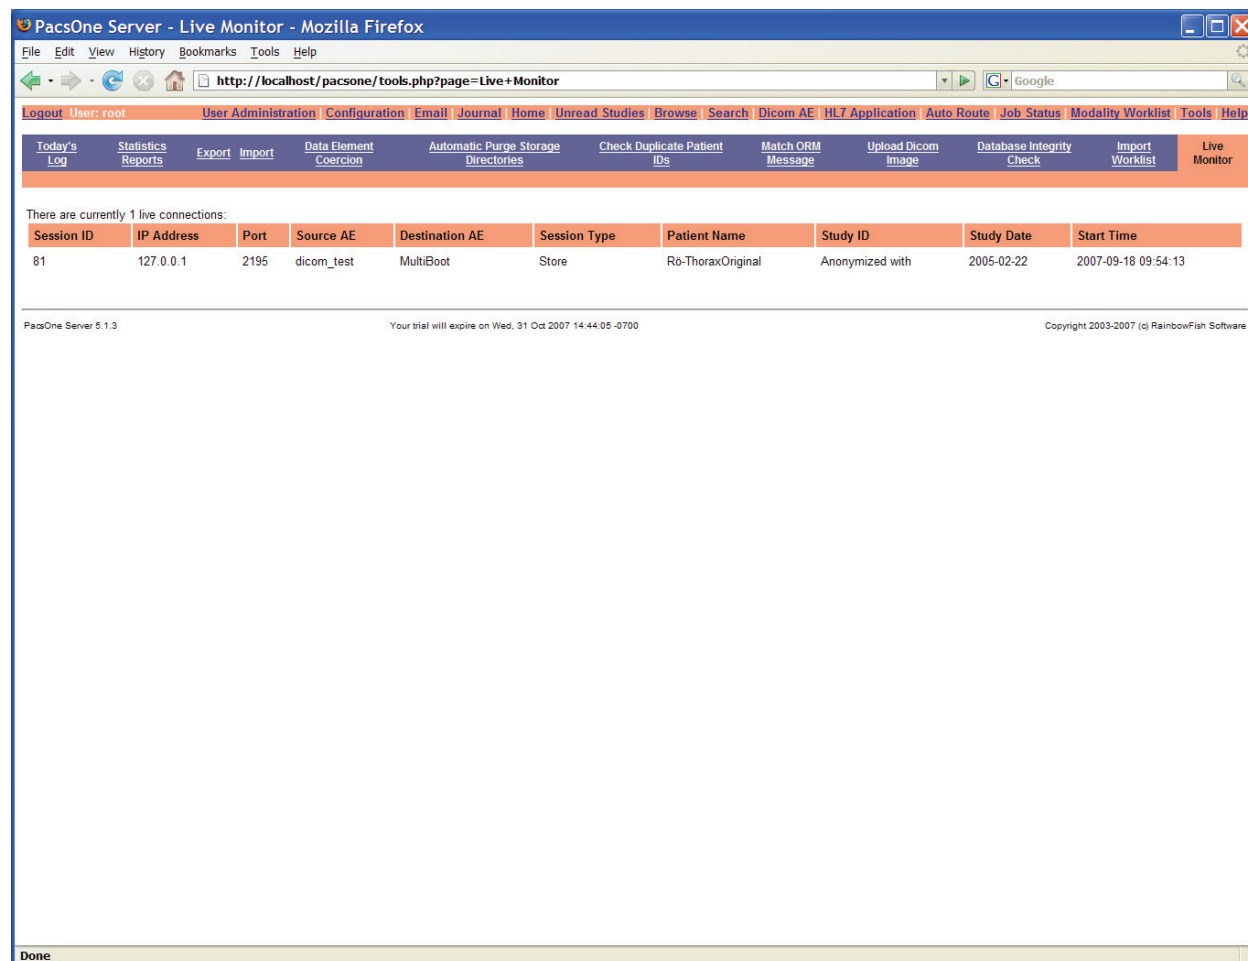 PacsOne Server - Live Monitor - Mozilla Firefox
File Edit View History Bookmarks Tools Help
http://localhost/pacsone/tools.php?page=Live+Monitor G Google
Logout User: root User Administration | Configuration | Email | Journal | Home | Unread Studies | Browse | Search | Dicom AE | HL7 Application | Auto Route | Job Status | Modality Worklist | Tools | Help
Today's Log Statistics Reports Export Import Data Element Coercion Automatic Purge Storage Directories Check Duplicate Patient IDs Match ORM Message Upload Dicom Image Database Integrity Check Import Worklist Live Monitor
There are currently 1 live connections:
Session ID IP Address Port Source AE Destination AE Session Type Patient Name Study ID Study Date Start Time
81 127.0.0.1 2195 dicom_test MultiBoot Store Rö-ThoraxOriginal Anonymized with 2005-02-22 2007-09-18 09:54:13
PacsOne Server 5.1.3 Your trial will expire on Wed, 31 Oct 2007 14:44:05 -0700 Copyright 2003-2007 (c) RainbowFish Software
Done